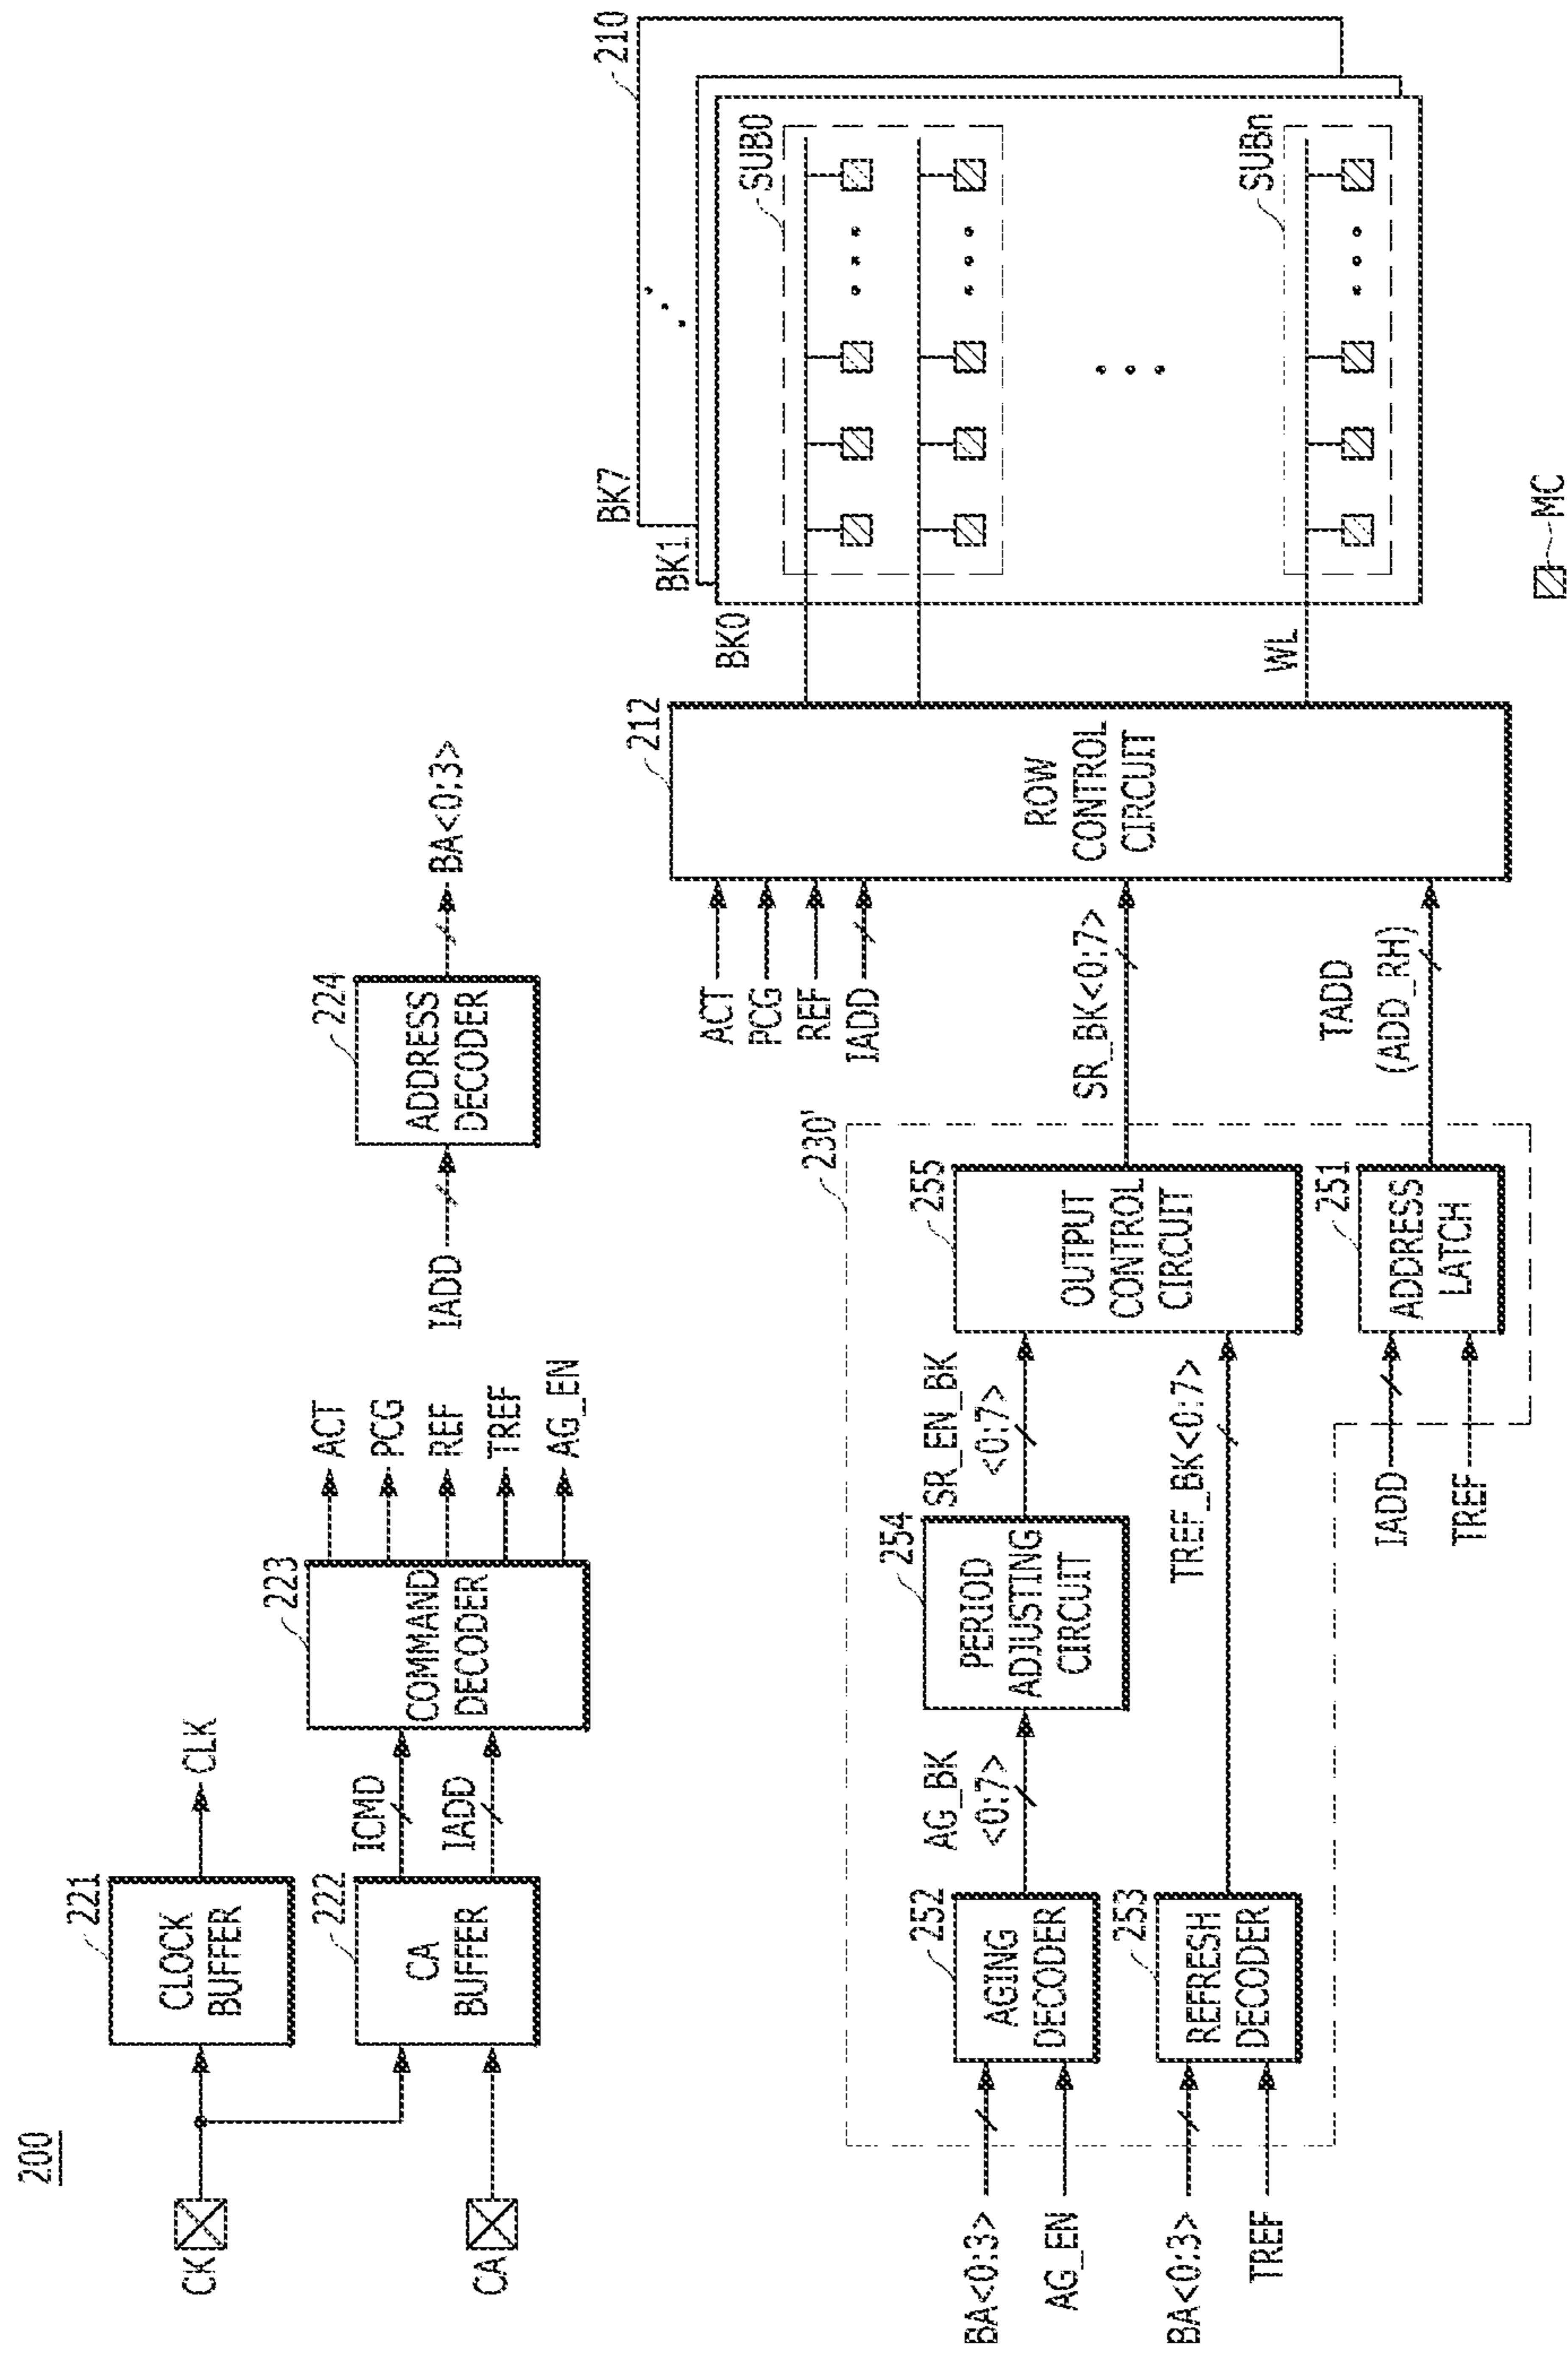 200
CK
CA
221
CLOCK
BUFFER
CLK
222
CA
BUFFER
ICMD
IADD
223
COMMAND
DECODER
ACT
PCG
REF
TREF
AG_EN
IADD
224
ADDRESS
DECODER
BA<0:3>
230'
BA<0:3>
AG_EN
252
AGING
DECODER
AG_BK
<0:7>
254
PERIOD
ADJUSTING
CIRCUIT
SR_EN_BK
<0:7>
BA<0:3>
TREF
253
REFRESH
DECODER
TREF_BK<0:7>
255
OUTPUT
CONTROL
CIRCUIT
SR_BK<0:7>
IADD
TREF
251
ADDRESS
LATCH
TADD
(ADD_RH)
ACT
PCG
REF
IADD
212
ROW
CONTROL
CIRCUIT
WL
BK0
BK1
BK7
210
SUB0
SUBn
MC